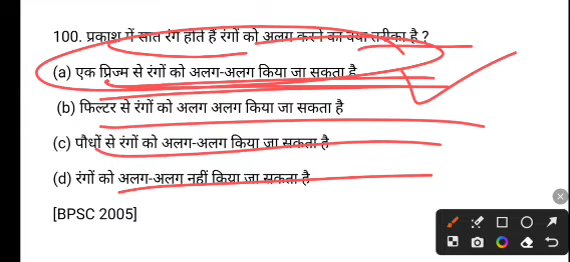 100. प्रकाश में सात रंग होते हैं रंगों को अलग करने का क्या तरीका है ?
(a) एक प्रिज्म से रंगों को अलग-अलग किया जा सकता है
(b) फिल्टर से रंगों को अलग अलग किया जा सकता है
(c) पौधों से रंगों को अलग-अलग किया जा सकता है
(d) रंगों को अलग-अलग नहीं किया जा सकता है
[BPSC 2005]